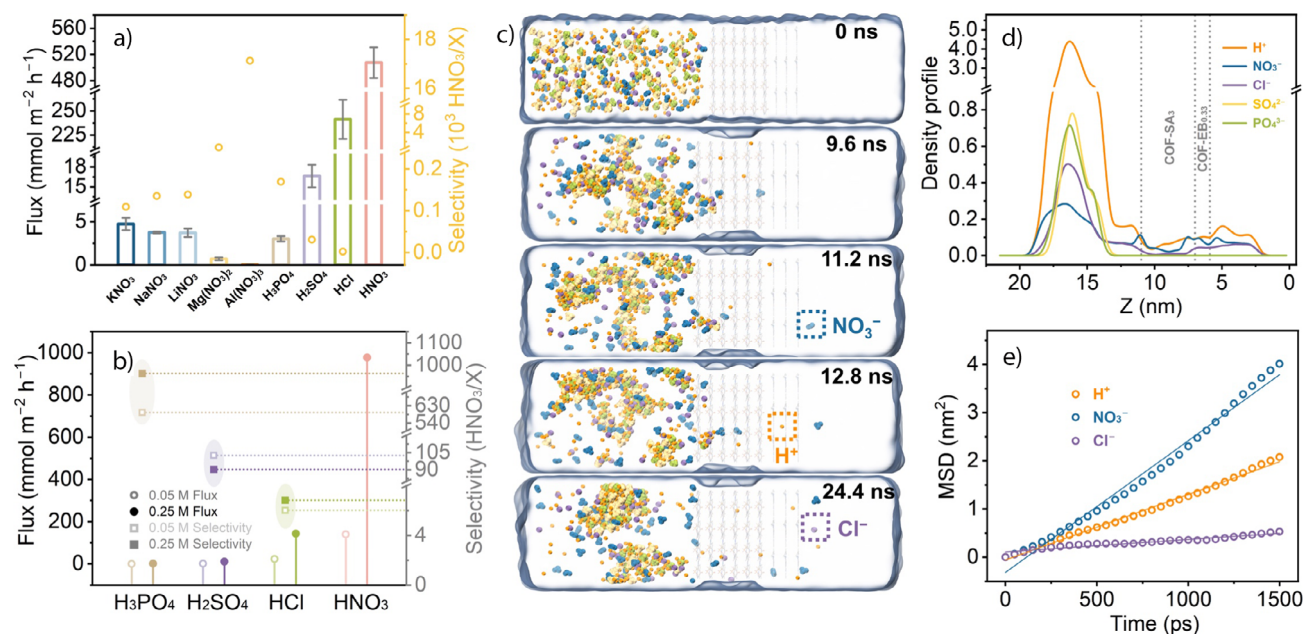 a)
Flux (mmol m⁻² h⁻¹)
560
520
480
250
225
18
15
5
0
18
16
8
4
0.2
0.1
0.0
Selectivity (10³ HNO₃/X)
KNO₃
NaNO₃
LiNO₃
Mg(NO₃)₂
Al(NO₃)₃
H₃PO₄
H₂SO₄
HCl
HNO₃
b)
Flux (mmol m⁻² h⁻¹)
1000
900
800
700
600
500
400
300
200
100
0
0.05 M Flux
0.25 M Flux
0.05 M Selectivity
0.25 M Selectivity
1100
1000
630
540
105
90
4
0
Selectivity (HNO₃/X)
H₃PO₄
H₂SO₄
HCl
HNO₃
c)
0 ns
9.6 ns
11.2 ns
NO₃⁻
12.8 ns
H⁺
24.4 ns
Cl⁻
d)
Density profile
5.0
4.0
3.0
0.8
0.6
0.4
0.2
0.0
COF-SA₃
COF-EB₀.₃₃
H⁺
NO₃⁻
Cl⁻
SO₄²⁻
PO₄³⁻
20
15
10
5
0
Z (nm)
e)
MSD (nm²)
4
3
2
1
0
H⁺
NO₃⁻
Cl⁻
0
500
1000
1500
Time (ps)